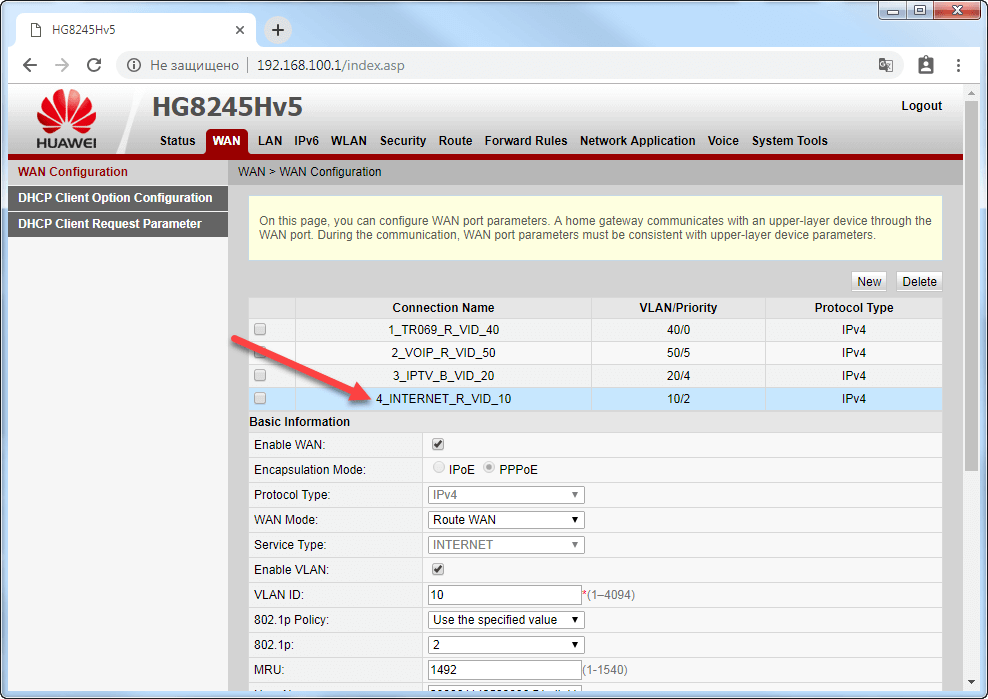 HG8245Hv5
Не защищено 192.168.100.1/index.asp
HUAWEI
HG8245Hv5
Logout
Status WAN LAN IPv6 WLAN Security Route Forward Rules Network Application Voice System Tools
WAN Configuration
DHCP Client Option Configuration
DHCP Client Request Parameter
WAN > WAN Configuration
On this page, you can configure WAN port parameters. A home gateway communicates with an upper-layer device through the
WAN port. During the communication, WAN port parameters must be consistent with upper-layer device parameters.
New Delete
Connection Name VLAN/Priority Protocol Type
1_TR069_R_VID_40 40/0 IPv4
2_VOIP_R_VID_50 50/5 IPv4
3_IPTV_B_VID_20 20/4 IPv4
4_INTERNET_R_VID_10 10/2 IPv4
Basic Information
Enable WAN:
Encapsulation Mode: IPoE PPPoE
Protocol Type: IPv4
WAN Mode: Route WAN
Service Type: INTERNET
Enable VLAN:
VLAN ID: 10 *(1–4094)
802.1p Policy: Use the specified value
802.1p: 2
MRU: 1492 (1-1540)